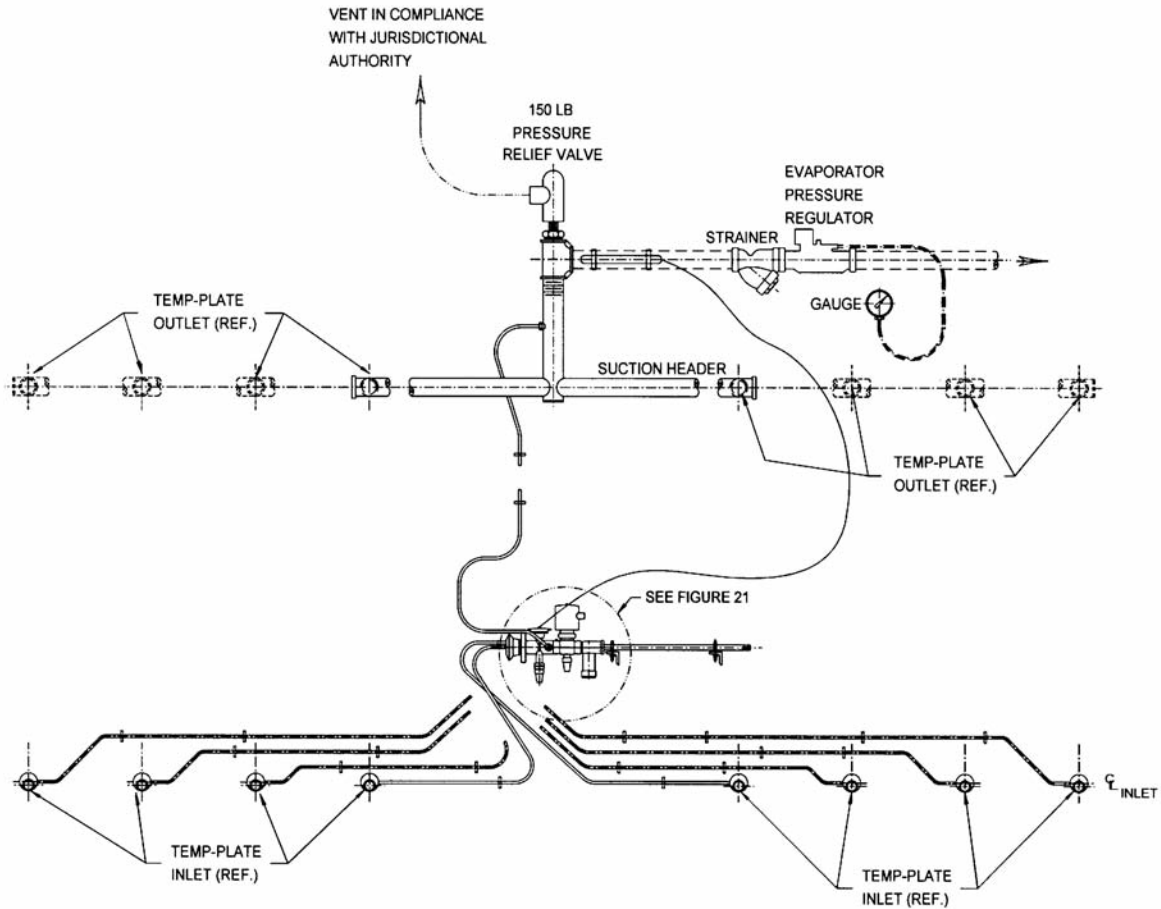 VENT IN COMPLIANCE
WITH JURISDICTIONAL
AUTHORITY
150 LB
PRESSURE
RELIEF VALVE
EVAPORATOR
PRESSURE
REGULATOR
STRAINER
GAUGE
TEMP-PLATE
OUTLET (REF.)
SUCTION HEADER
TEMP-PLATE
OUTLET (REF.)
SEE FIGURE 21
℄ INLET
TEMP-PLATE
INLET (REF.)
TEMP-PLATE
INLET (REF.)